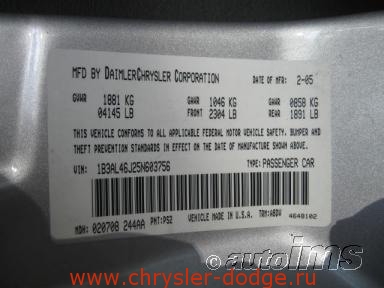 MFD BY DAIMLERCHRYSLER CORPORATION DATE OF MFR 2-05
GVWR 1881 KG GAWR 1046 KG GAWR 0858 KG
04145 LB FRONT 2304 LB REAR 1891 LB
THIS VEHICLE CONFORMS TO ALL APPLICABLE FEDERAL MOTOR VEHICLE SAFETY, BUMPER AND
THEFT PREVENTION STANDARDS IN EFFECT ON THE DATE OF MANUFACTURE SHOWN ABOVE.
VIN: 1B3AL46J25N603756 TYPE: PASSENGER CAR
MDH: 020708 244AA PNT: PS2 VEHICLE MADE IN U.S.A. TRM: A8DV 4648102
autoims
www.chrysler-dodge.ru